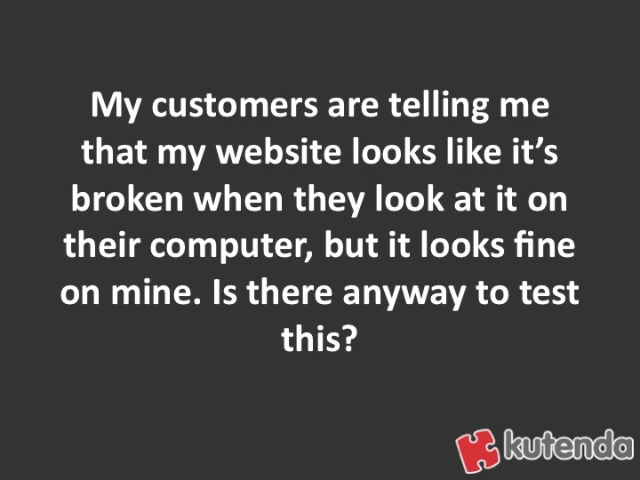 My customers are telling me
that my website looks like it’s
broken when they look at it on
their computer, but it looks fine
on mine. Is there anyway to test
this?
kutenda